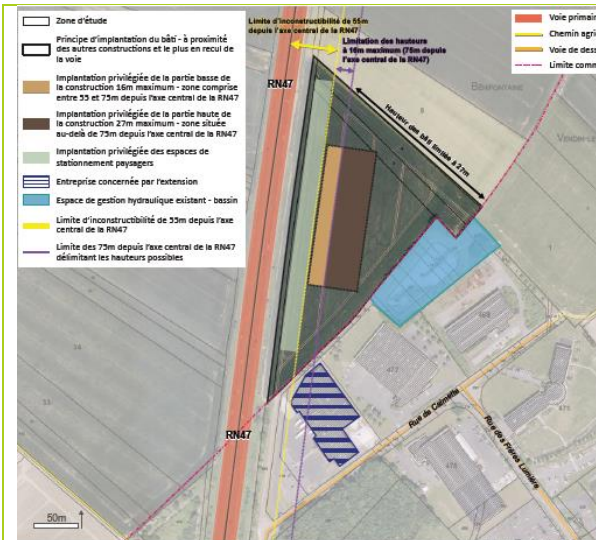 Zone d'étude
Principe d'implantation du bâti - à proximité
des autres constructions et le plus en recul de
la voie
Implantation privilégiée de la partie basse de
la construction 16m maximum - zone comprise
entre 55 et 75m depuis l'axe central de la RN47
Implantation privilégiée de la partie haute de
la construction 27m maximum - zone située
au-delà de 75m depuis l'axe central de la RN47
Implantation privilégiée des espaces de
stationnement paysagers
Entreprise concernée par l'extension
Espace de gestion hydraulique existant - bassin
Limite d'inconstructibilité de 55m depuis l'axe
central de la RN47
Limite des 75m depuis l'axe central de la RN47
délimitant les hauteurs possibles
Limite d'inconstructibilité de 55m
depuis l'axe central de la RN47
Limitation des hauteurs
à 16m maximum (75m depuis
l'axe central de la RN47)
Voie primair
Chemin agri
Voie de dess
Limite comm
RN47
Hauteur des bâts limitée à 27m
BÉNIFONTAINE
RN47
Rue de Calmette
Rue des Frères Lumière
50m